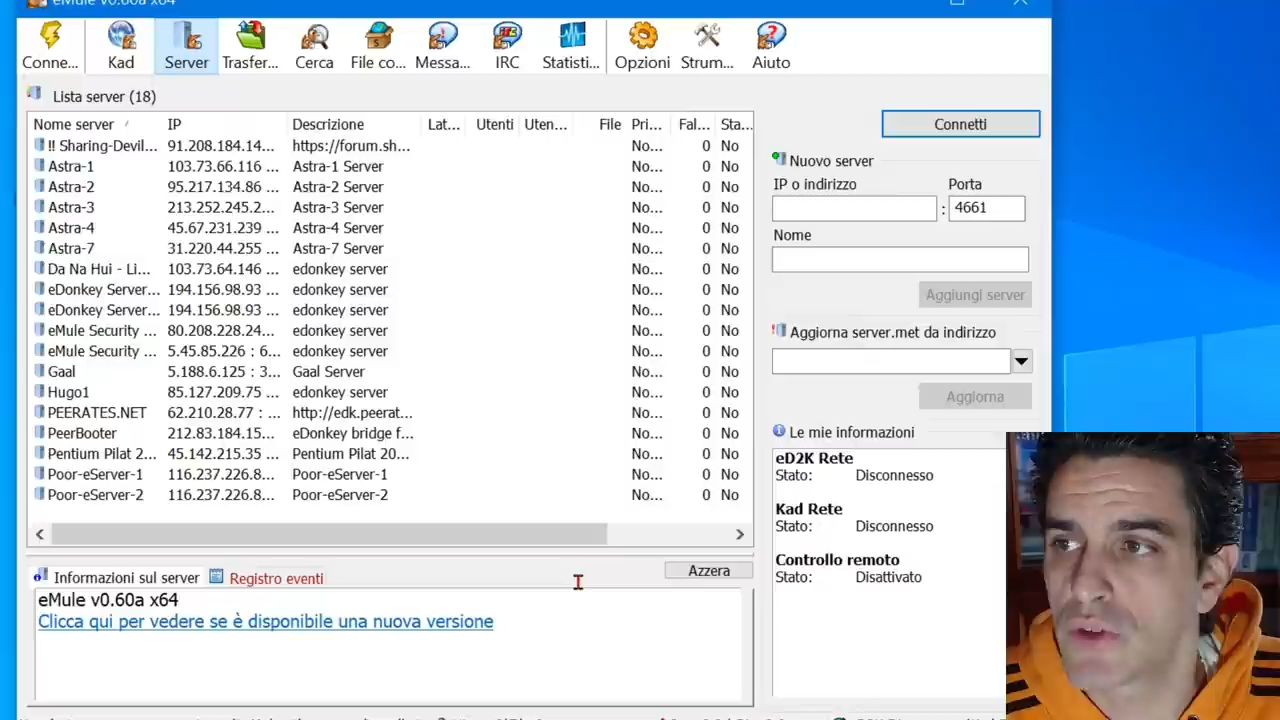 eMule v0.60a x64
Conne... Kad Server Trasfer... Cerca File co... Messa... IRC Statisti... Opzioni Strum... Aiuto
Lista server (18)
Nome server IP Descrizione Lat... Utenti Uten... File Pri... Fal... Sta...
!! Sharing-Devil... 91.208.184.14... https://forum.sh... No... 0 No
Astra-1 103.73.66.116 ... Astra-1 Server No... 0 No
Astra-2 95.217.134.86 ... Astra-2 Server No... 0 No
Astra-3 213.252.245.2... Astra-3 Server No... 0 No
Astra-4 45.67.231.239 ... Astra-4 Server No... 0 No
Astra-7 31.220.44.255 ... Astra-7 Server No... 0 No
Da Na Hui - Li... 103.73.64.146 ... edonkey server No... 0 No
eDonkey Server... 194.156.98.93 ... edonkey server No... 0 No
eDonkey Server... 194.156.98.93 ... edonkey server No... 0 No
eMule Security ... 80.208.228.24... edonkey server No... 0 No
eMule Security ... 5.45.85.226 : 6... edonkey server No... 0 No
Gaal 5.188.6.125 : 3... Gaal Server No... 0 No
Hugo1 85.127.209.75 ... edonkey server No... 0 No
PEERATES.NET 62.210.28.77 : ... http://edk.peerat... No... 0 No
PeerBooter 212.83.184.15... eDonkey bridge f... No... 0 No
Pentium Pilat 2... 45.142.215.35 ... Pentium Pilat 20... No... 0 No
Poor-eServer-1 116.237.226.8... Poor-eServer-1 No... 0 No
Poor-eServer-2 116.237.226.8... Poor-eServer-2 No... 0 No
Informazioni sul server Registro eventi Azzera
eMule v0.60a x64
Clicca qui per vedere se è disponibile una nuova versione
Connetti
Nuovo server
IP o indirizzo Porta
: 4661
Nome
Aggiungi server
Aggiorna server.met da indirizzo
Aggiorna
Le mie informazioni
eD2K Rete
Stato: Disconnesso
Kad Rete
Stato: Disconnesso
Controllo remoto
Stato: Disattivato